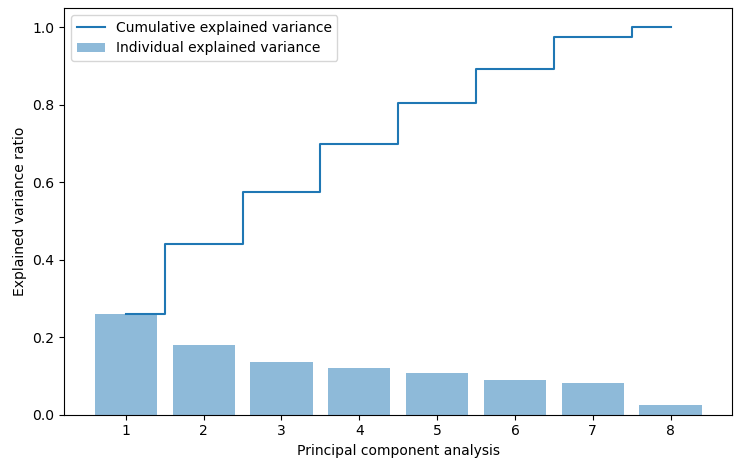 Cumulative explained variance
Individual explained variance
Explained variance ratio
1.0
0.8
0.6
0.4
0.2
0.0
1 2 3 4 5 6 7 8
Principal component analysis